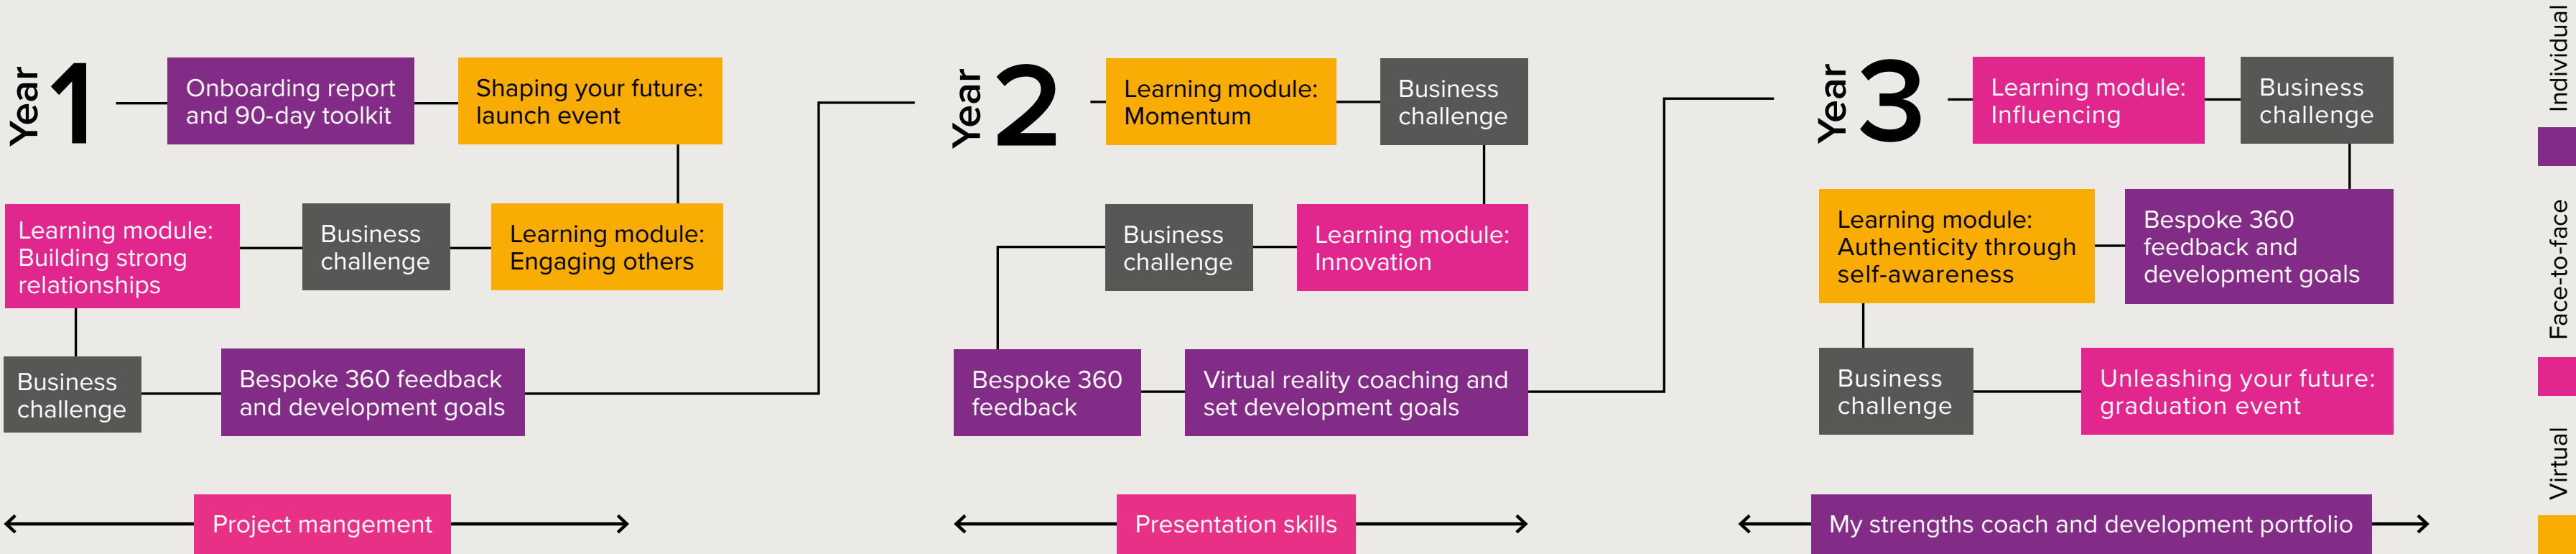 Year 1
Onboarding report
and 90-day toolkit
Shaping your future:
launch event
Learning module:
Engaging others
Business
challenge
Learning module:
Building strong
relationships
Business
challenge
Bespoke 360 feedback
and development goals
Project mangement
Year 2
Learning module:
Momentum
Business
challenge
Learning module:
Innovation
Business
challenge
Bespoke 360
feedback
Virtual reality coaching and
set development goals
Presentation skills
Year 3
Learning module:
Influencing
Business
challenge
Bespoke 360
feedback and
development goals
Learning module:
Authenticity through
self-awareness
Business
challenge
Unleashing your future:
graduation event
My strengths coach and development portfolio
Individual
Face-to-face
Virtual